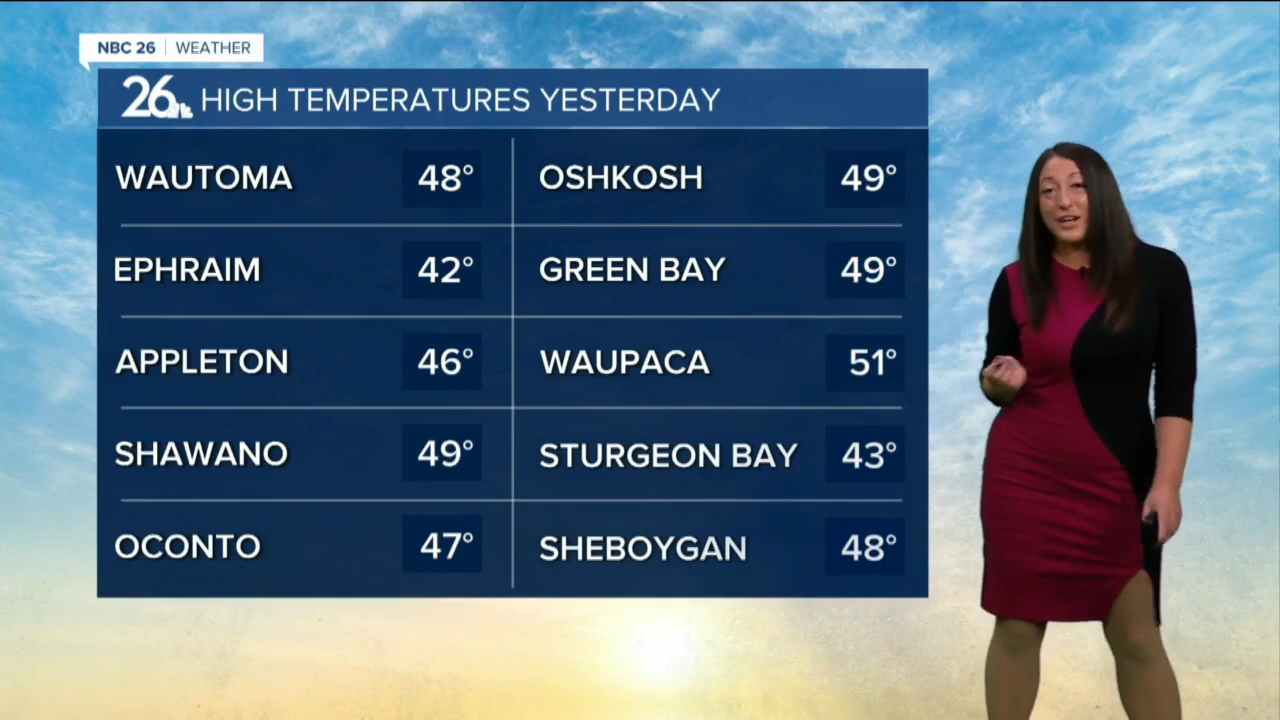 NBC 26 | WEATHER
26 HIGH TEMPERATURES YESTERDAY
WAUTOMA 48°
EPHRAIM 42°
APPLETON 46°
SHAWANO 49°
OCONTO 47°
OSHKOSH 49°
GREEN BAY 49°
WAUPACA 51°
STURGEON BAY 43°
SHEBOYGAN 48°